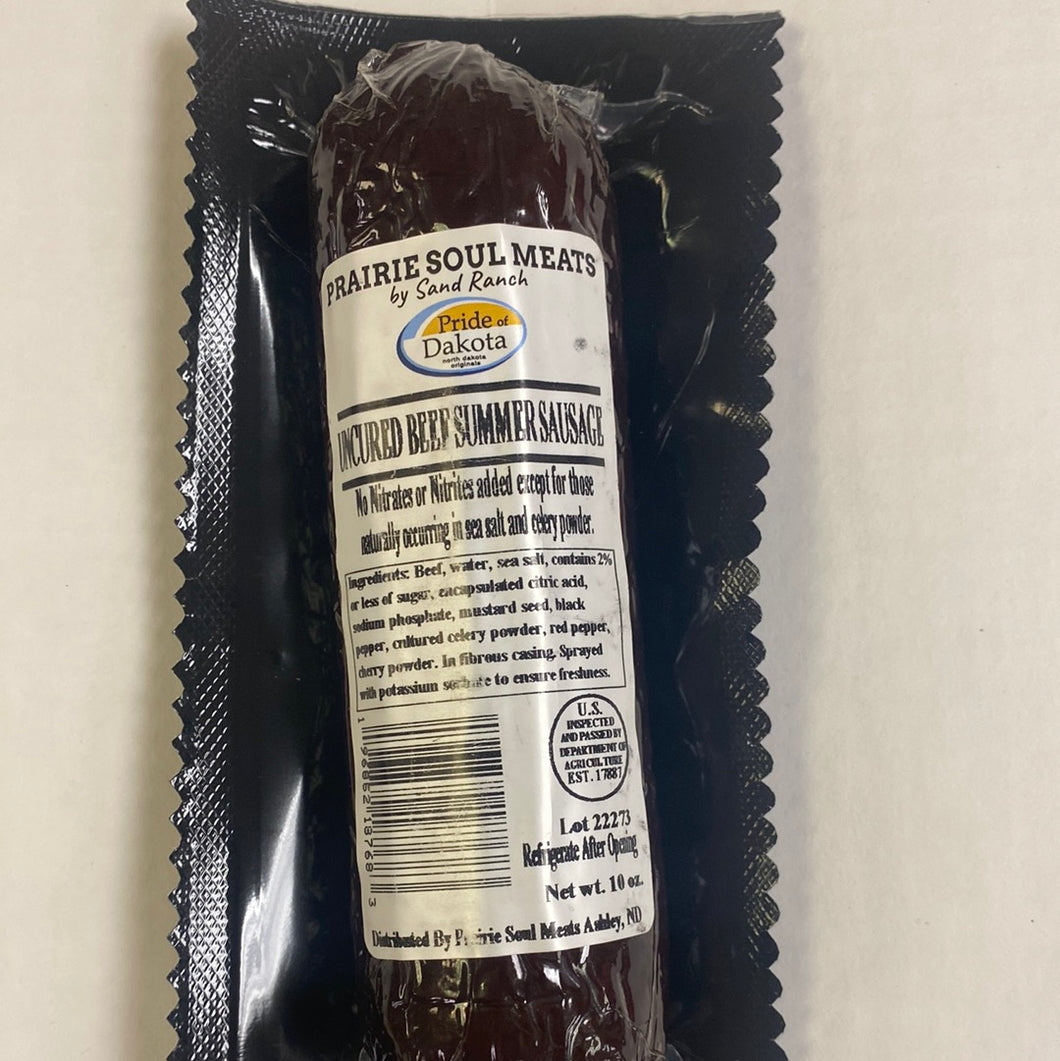 PRAIRIE SOUL MEATS
by Sand Ranch
Pride of
Dakota
north dakota
originals
UNCURED BEEF SUMMER SAUSAGE
No Nitrates or Nitrites added except for those
naturally occurring in sea salt and celery powder.
Ingredients: Beef, water, sea salt, contains 2%
or less of sugar, encapsulated citric acid,
sodium phosphate, mustard seed, black
pepper, cultured celery powder, red pepper,
cherry powder. In fibrous casing. Sprayed
with potassium sorbate to ensure freshness.
U.S.
INSPECTED
AND PASSED BY
DEPARTMENT OF
AGRICULTURE
EST. 17887
1 96852 18768 3
Lot 22273
Refrigerate After Opening
Net wt. 10 oz.
Distributed By Prairie Soul Meats Ashley, ND